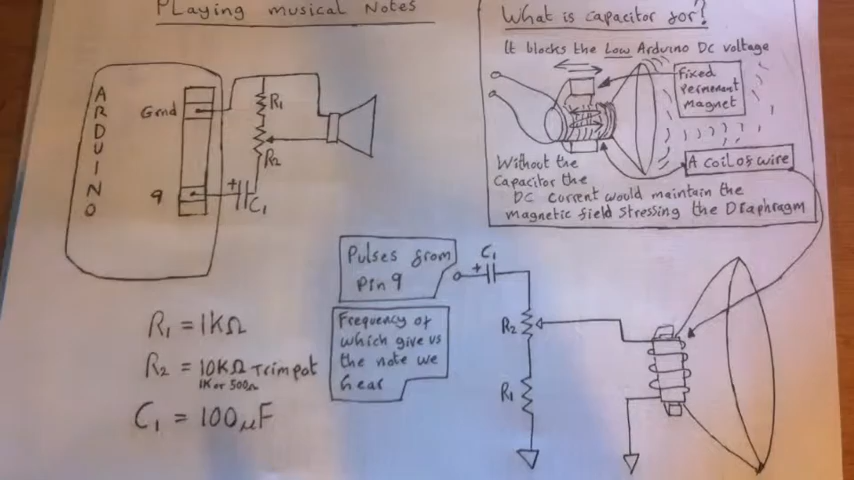 PLaying musical Notes
What is capacitor for?
It blocks the Low Arduino DC voltage
Fixed
Permenant
Magnet
A coil of wire
Without the
Capacitor the
DC current would maintain the
magnetic field stressing the Diaphragm
ARDUINO
Grnd
9
R1
R2
+
C1
Pulses from
Pin 9
Frequency of
which give us
the note we
hear
C1
+
R2
R1
R1 = 1KΩ
R2 = 10KΩ Trimpot
1K or 500Ω
C1 = 100μF